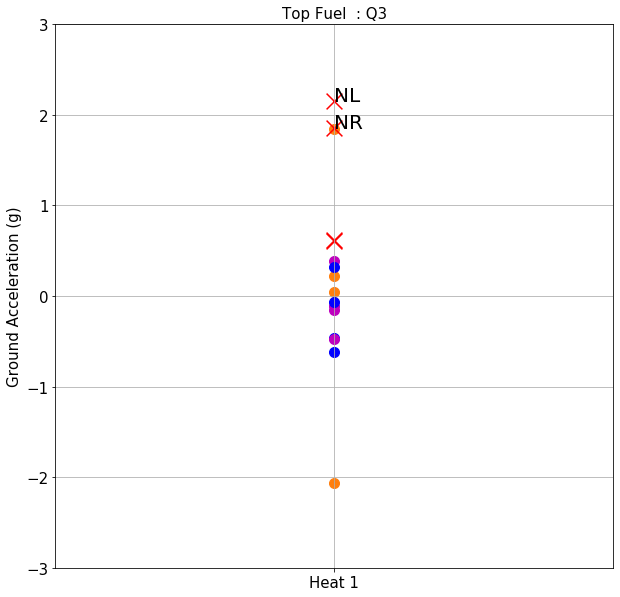 Top Fuel : Q3
3
NL
2
NR
1
0
−1
−2
−3
Ground Acceleration (g)
Heat 1